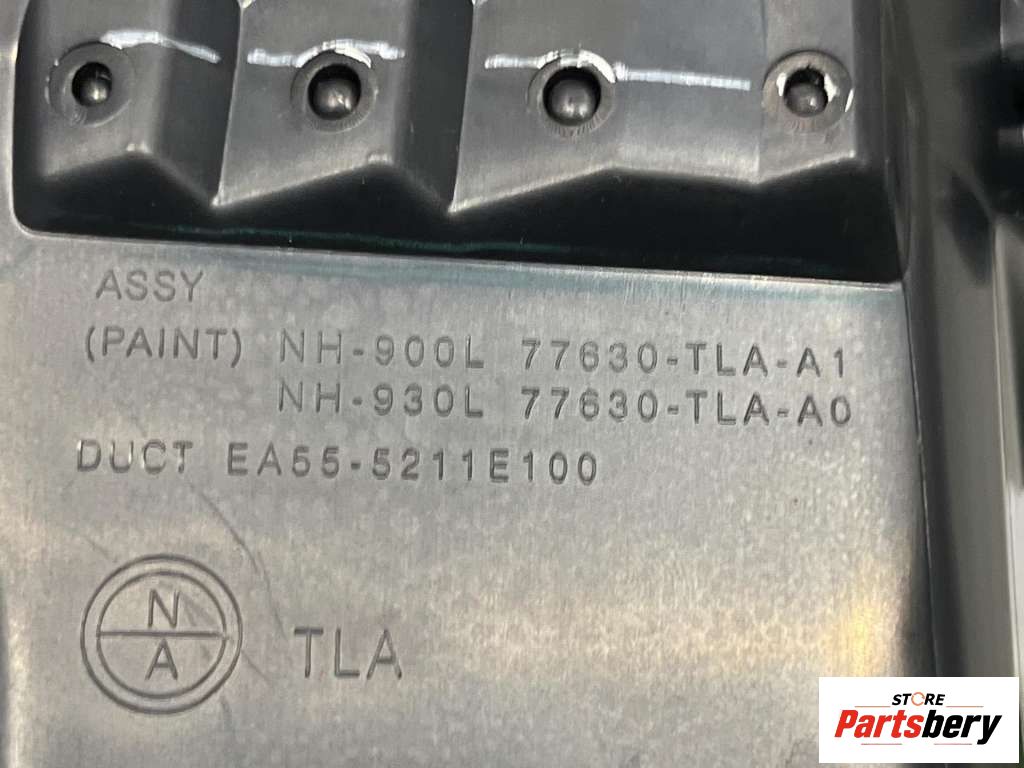 ASSY
(PAINT) NH-900L 77630-TLA-A1
NH-930L 77630-TLA-A0
DUCT EA55-5211E100
N
A
TLA
STORE
Partsbery